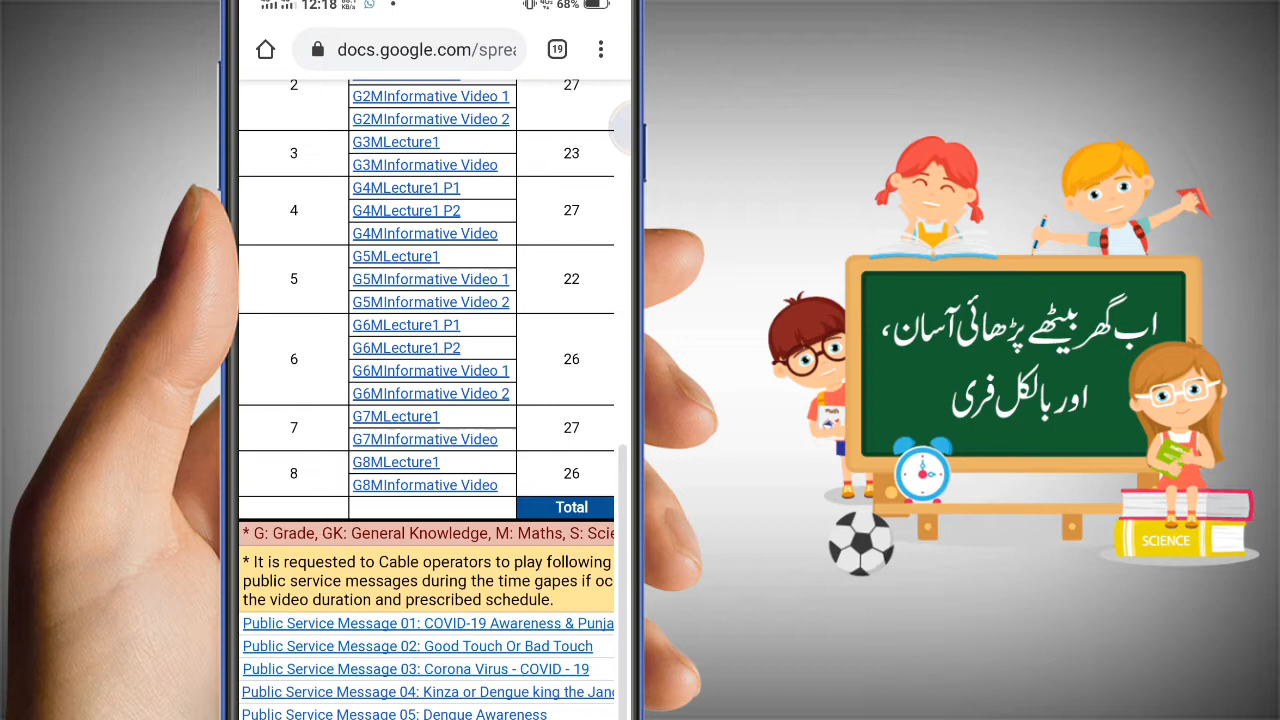 12:18
KB/s
4G
68%
docs.google.com/sprea
19
2
27
G2MInformative Video 1
G2MInformative Video 2
3
G3MLecture1
23
G3MInformative Video
4
G4MLecture1 P1
27
G4MLecture1 P2
G4MInformative Video
5
G5MLecture1
22
G5MInformative Video 1
G5MInformative Video 2
6
G6MLecture1 P1
26
G6MLecture1 P2
G6MInformative Video 1
G6MInformative Video 2
7
G7MLecture1
27
G7MInformative Video
8
G8MLecture1
26
G8MInformative Video
Total
* G: Grade, GK: General Knowledge, M: Maths, S: Scie
* It is requested to Cable operators to play following
public service messages during the time gapes if oc
the video duration and prescribed schedule.
Public Service Message 01: COVID-19 Awareness & Punja
Public Service Message 02: Good Touch Or Bad Touch
Public Service Message 03: Corona Virus - COVID - 19
Public Service Message 04: Kinza or Dengue king the Jan
Public Service Message 05: Dengue Awareness
اب گھر بیٹھے پڑھائی آسان،
اور بالکل فری
Math
SCIENCE